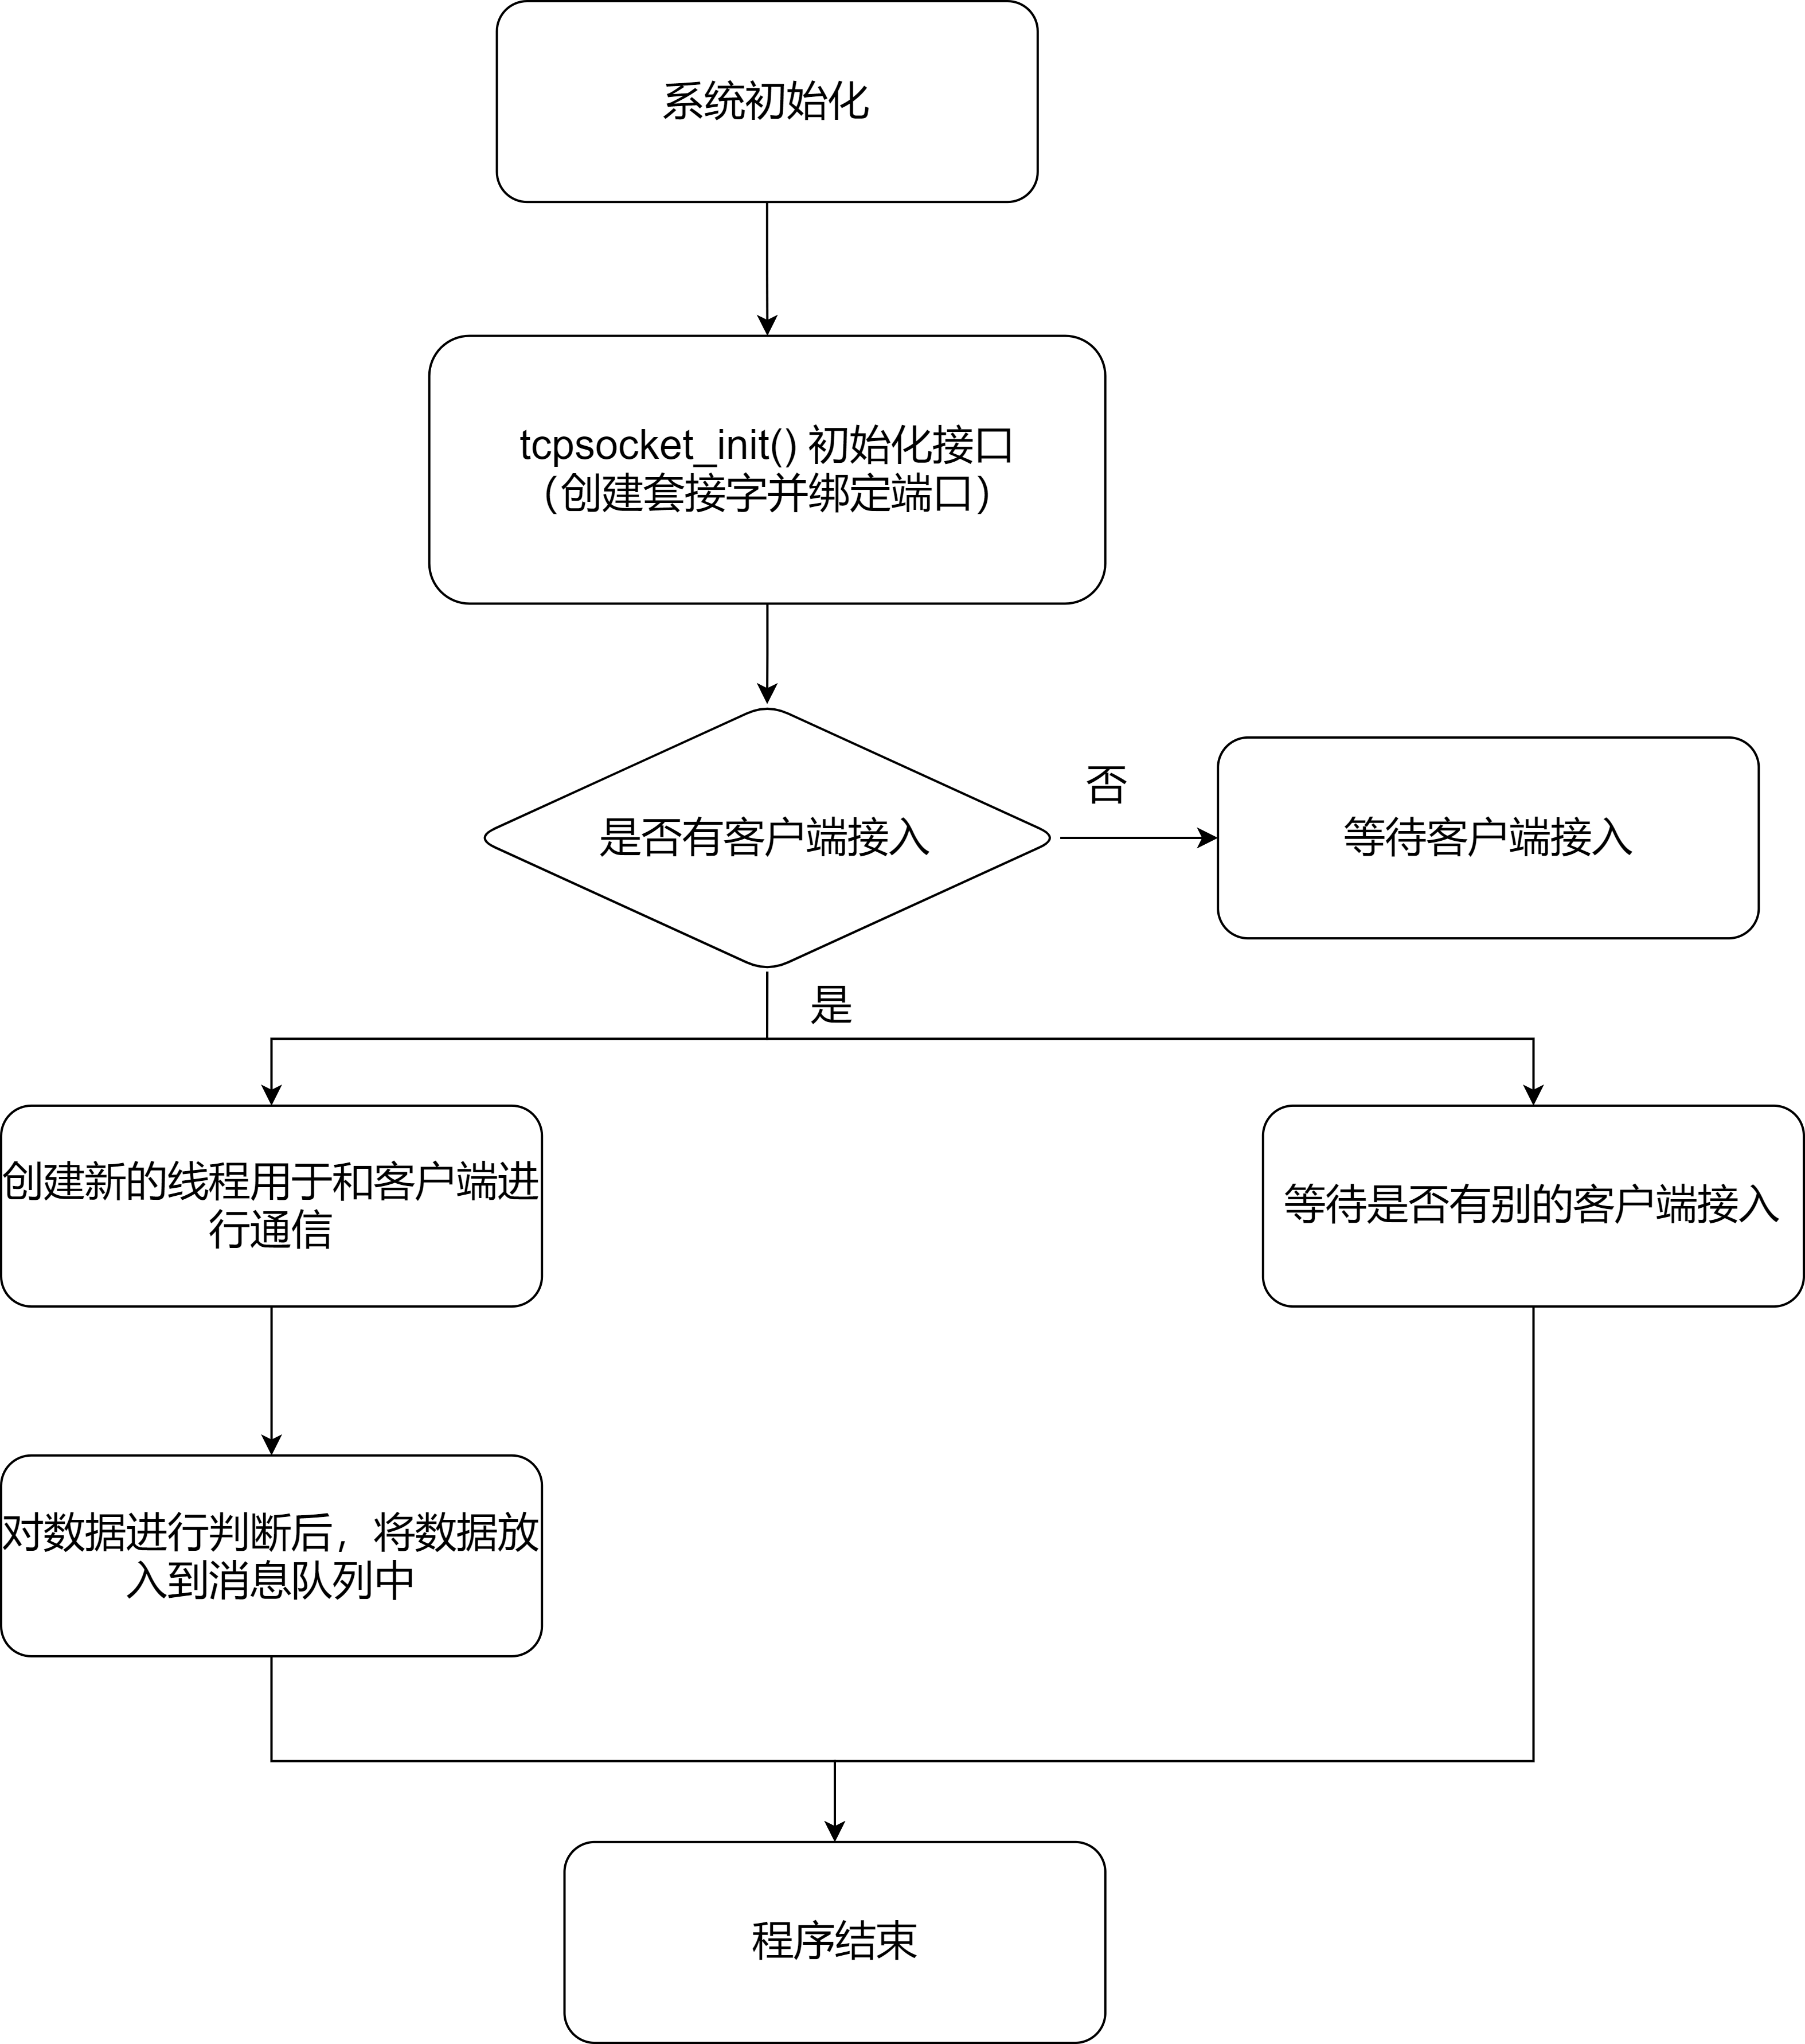 系统初始化
tcpsocket_init() 初始化接口
（创建套接字并绑定端口）
是否有客户端接入
否
等待客户端接入
是
创建新的线程用于和客户端进
行通信
等待是否有别的客户端接入
对数据进行判断后，将数据放
入到消息队列中
程序结束